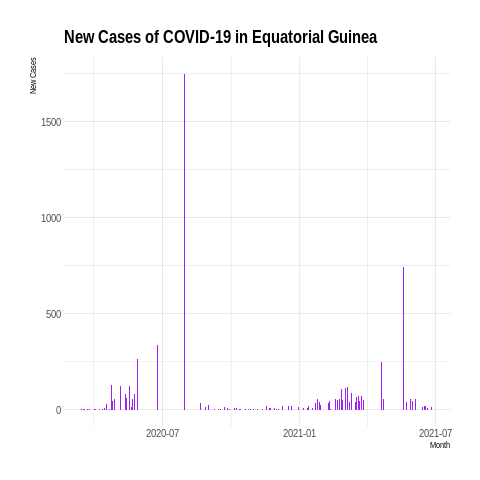 New Cases of COVID-19 in Equatorial Guinea
New Cases
1500
1000
500
0
2020-07
2021-01
2021-07
Month